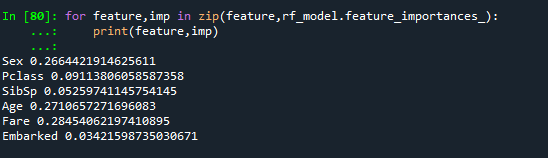 In [80]: for feature,imp in zip(feature,rf_model.feature_importances_):
    ...:     print(feature,imp)
    ...:
Sex 0.2664421914625611
Pclass 0.09113806058587358
SibSp 0.05259741145754145
Age 0.2710657271696083
Fare 0.28454062197410895
Embarked 0.03421598735030671